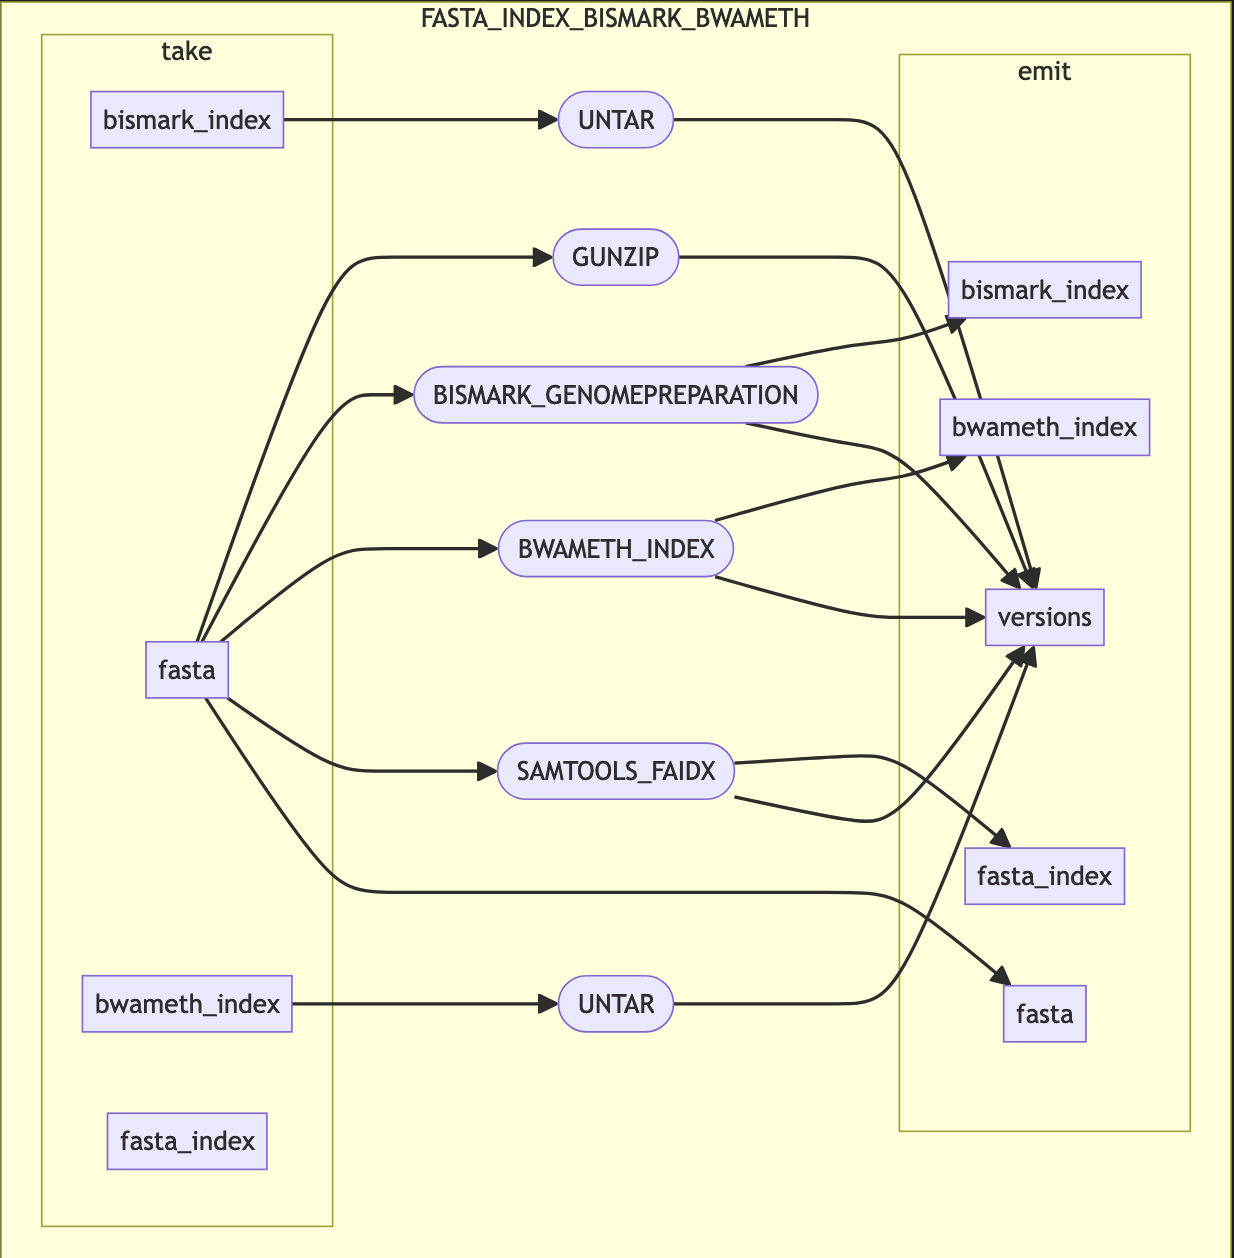 FASTA_INDEX_BISMARK_BWAMETH
take
emit
bismark_index
UNTAR
GUNZIP
bismark_index
BISMARK_GENOMEPREPARATION
bwameth_index
BWAMETH_INDEX
versions
fasta
SAMTOOLS_FAIDX
fasta_index
bwameth_index
UNTAR
fasta
fasta_index